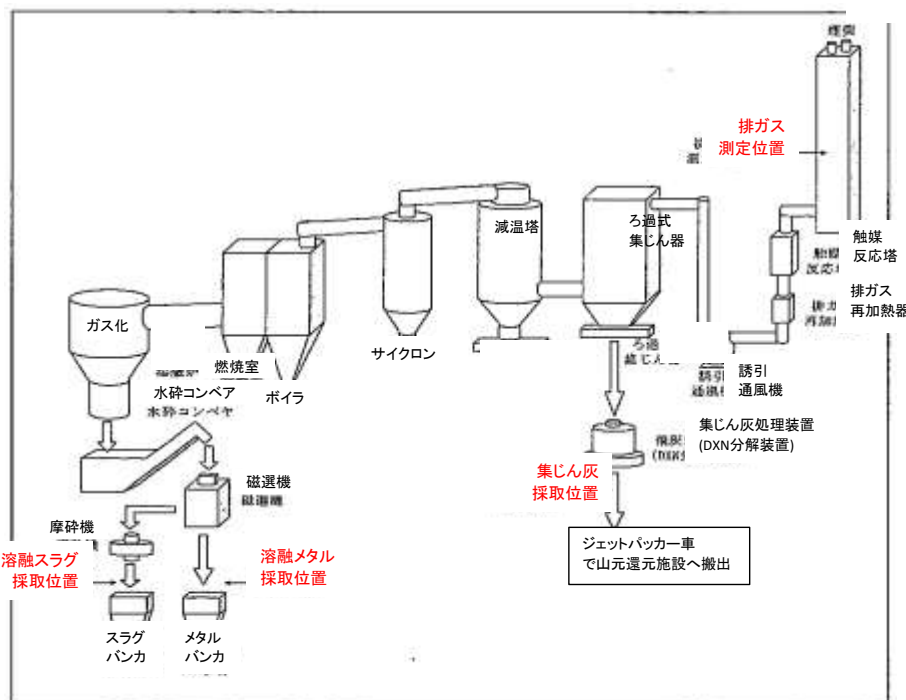 排ガス
測定位置
減温塔
ろ過式
集じん器
触媒
反応塔
排ガス
再加熱器
誘引
通風機
ガス化
サイクロン
燃焼室
ボイラ
水砕コンベア
水砕コンベヤ
集じん灰処理装置
(DXN分解装置)
集じん灰
採取位置
磁選機
磁選機
摩砕機
溶融スラグ
採取位置
溶融メタル
採取位置
ジェットパッカー車
で山元還元施設へ搬出
スラグ
バンカ
メタル
バンカ